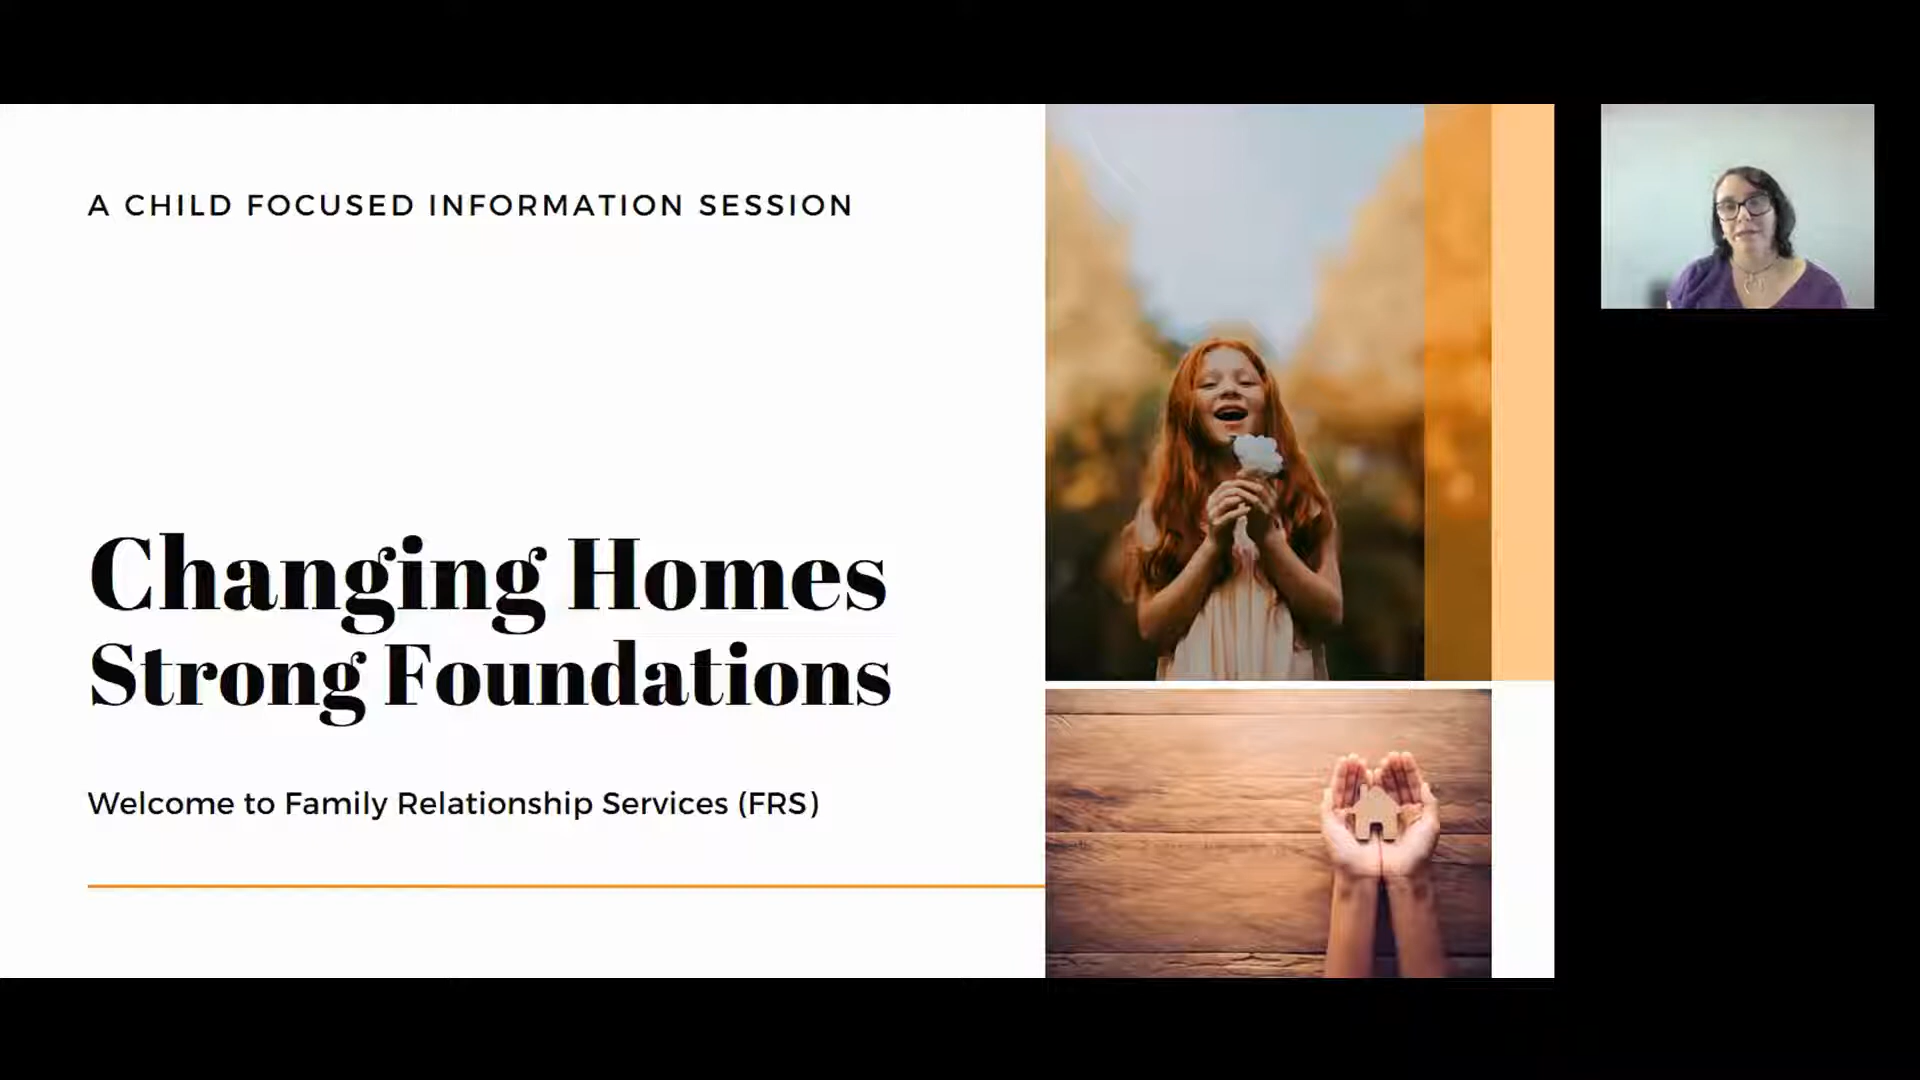 A CHILD FOCUSED INFORMATION SESSION
Changing Homes
Strong Foundations
Welcome to Family Relationship Services (FRS)